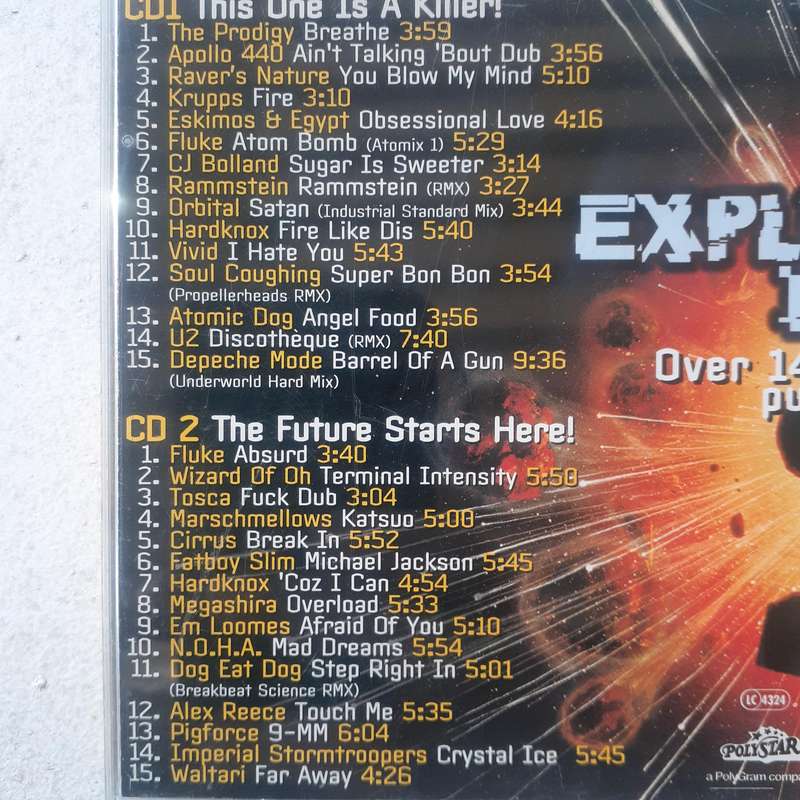 CD1 This One Is A Killer!
1. The Prodigy Breathe 3:59
2. Apollo 440 Ain't Talking 'Bout Dub 3:56
3. Raver's Nature You Blow My Mind 5:10
4. Krupps Fire 3:10
5. Eskimos & Egypt Obsessional Love 4:16
6. Fluke Atom Bomb (Atomix 1) 5:29
7. CJ Bolland Sugar Is Sweeter 3:14
8. Rammstein Rammstein (RMX) 3:27
9. Orbital Satan (Industrial Standard Mix) 3:44
10. Hardknox Fire Like Dis 5:40
11. Vivid I Hate You 5:43
12. Soul Coughing Super Bon Bon 3:54
(Propellerheads RMX)
13. Atomic Dog Angel Food 3:56
14. U2 Discothèque (RMX) 7:40
15. Depeche Mode Barrel Of A Gun 9:36
(Underworld Hard Mix)
EXPL
Over 14
pu
CD 2 The Future Starts Here!
1. Fluke Absurd 3:40
2. Wizard Of Oh Terminal Intensity 5:50
3. Tosca Fuck Dub 3:04
4. Marschmellows Katsuo 5:00
5. Cirrus Break In 5:52
6. Fatboy Slim Michael Jackson 5:45
7. Hardknox 'Coz I Can 4:54
8. Megashira Overload 5:33
9. Em Loomes Afraid Of You 5:10
10. N.O.H.A. Mad Dreams 5:54
11. Dog Eat Dog Step Right In 5:01
(Breakbeat Science RMX)
12. Alex Reece Touch Me 5:35
13. Pigforce 9-MM 6:04
14. Imperial Stormtroopers Crystal Ice 5:45
15. Waltari Far Away 4:26
LC 4324
POLYSTAR
a PolyGram compa